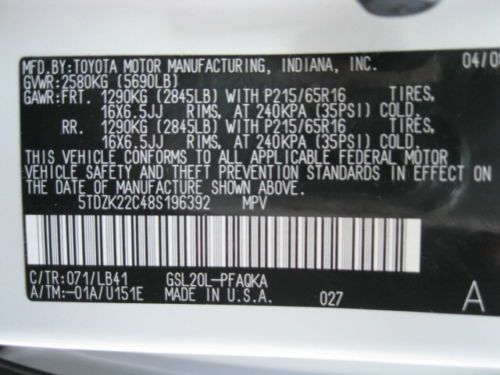 MFD.BY:TOYOTA MOTOR MANUFACTURING, INDIANA, INC. 04/0
GVWR:2580KG (5690LB)
GAWR:FRT. 1290KG (2845LB) WITH P215/65R16 TIRES,
16X6.5JJ RIMS, AT 240KPA (35PSI) COLD.
RR. 1290KG (2845LB) WITH P215/65R16 TIRES,
16X6.5JJ RIMS, AT 240KPA (35PSI) COLD.
THIS VEHICLE CONFORMS TO ALL APPLICABLE FEDERAL MOTOR
VEHICLE SAFETY AND THEFT PREVENTION STANDARDS IN EFFECT ON
THE DATE OF MANUFACTURE SHOWN ABOVE.
5TDZK22C48S196392 MPV
C/TR:071/LB41 GSL20L-PFAQKA
A/TM:-01A/U151E MADE IN U.S.A. 027 A